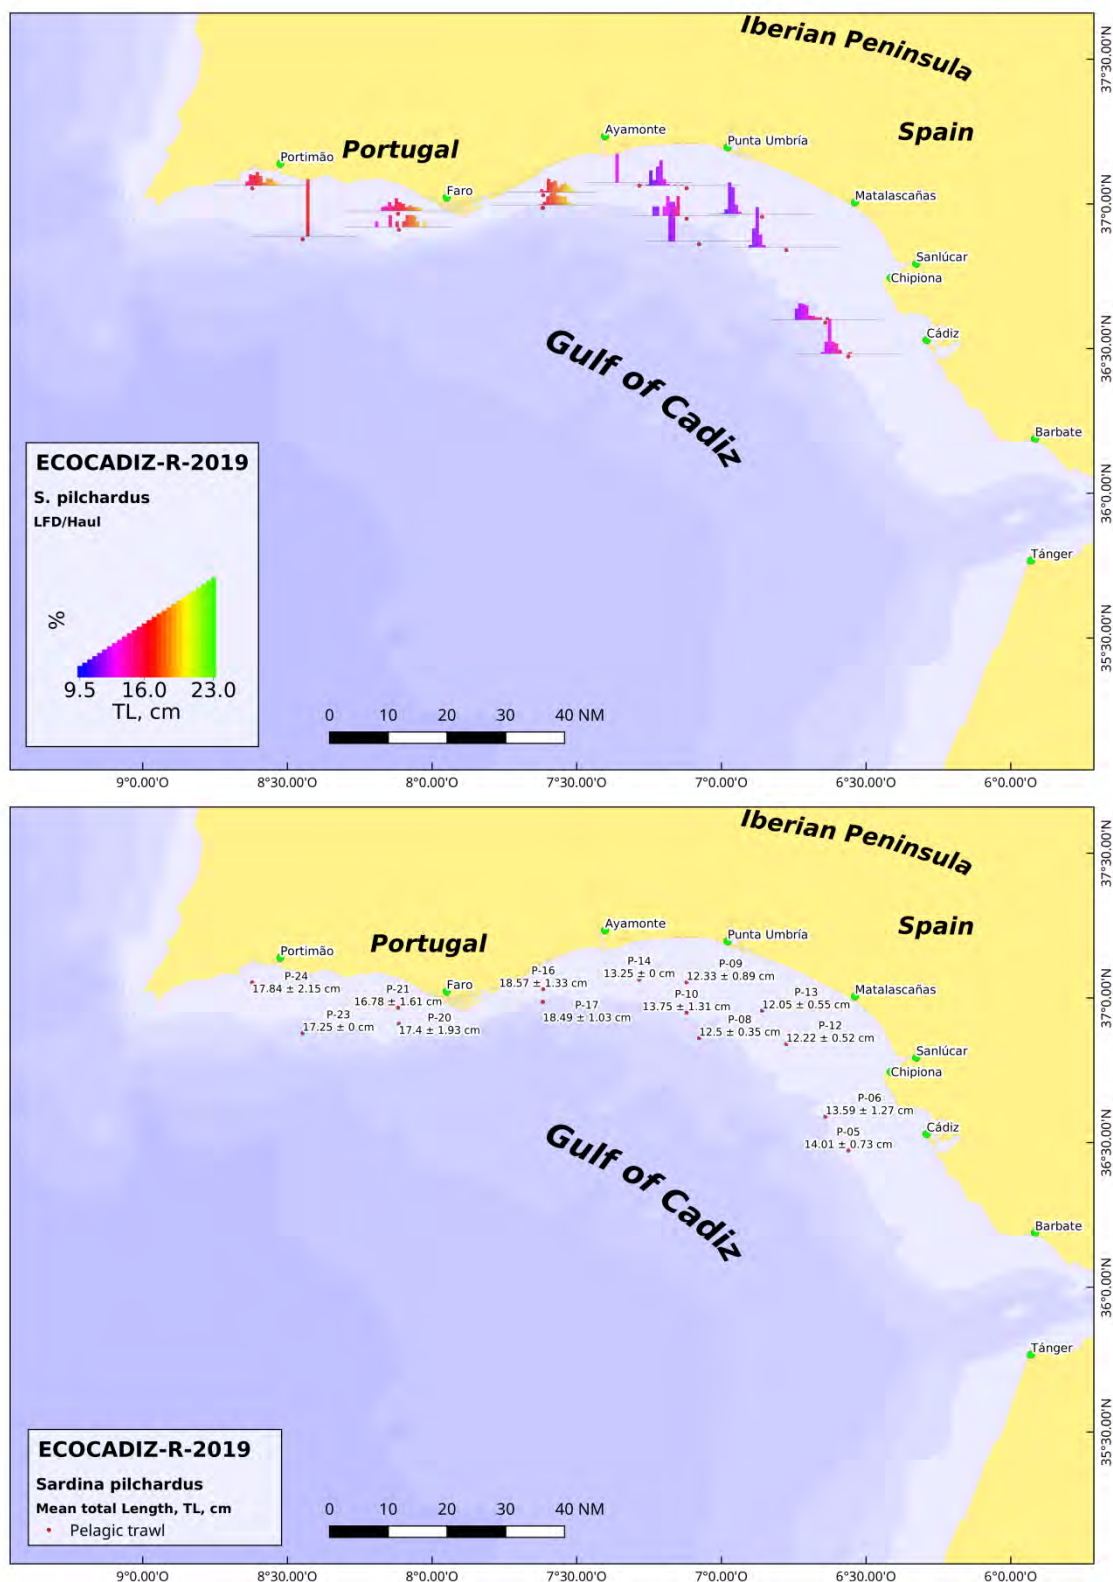 Iberian Peninsula
37°30.00'N
Spain
Ayamonte
Punta Umbría
Portugal
Portimão
Faro
Matalascañas
37°0.00'N
Sanlúcar
Chipiona
Cádiz
36°30.00'N
Gulf of Cadiz
Barbate
36°0.00'N
Tánger
35°30.00'N
ECOCADIZ-R-2019
S. pilchardus
LFD/Haul
%
9.5 16.0 23.0
TL, cm
0 10 20 30 40 NM
9°0.00'O 8°30.00'O 8°0.00'O 7°30.00'O 7°0.00'O 6°30.00'O 6°0.00'O
Iberian Peninsula
37°30.00'N
Spain
Ayamonte
Punta Umbría
Portugal
Portimão
P-24
17.84 ± 2.15 cm
P-21
16.78 ± 1.61 cm
Faro
P-16
18.57 ± 1.33 cm
P-14
13.25 ± 0 cm
P-09
12.33 ± 0.89 cm
P-23
17.25 ± 0 cm
P-20
17.4 ± 1.93 cm
P-17
18.49 ± 1.03 cm
P-10
13.75 ± 1.31 cm
P-13
12.05 ± 0.55 cm
Matalascañas
37°0.00'N
P-08
12.5 ± 0.35 cm
P-12
12.22 ± 0.52 cm
Sanlúcar
Chipiona
P-06
13.59 ± 1.27 cm
P-05
14.01 ± 0.73 cm
Cádiz
36°30.00'N
Gulf of Cadiz
Barbate
36°0.00'N
Tánger
35°30.00'N
ECOCADIZ-R-2019
Sardina pilchardus
Mean total Length, TL, cm
Pelagic trawl
0 10 20 30 40 NM
9°0.00'O 8°30.00'O 8°0.00'O 7°30.00'O 7°0.00'O 6°30.00'O 6°0.00'O